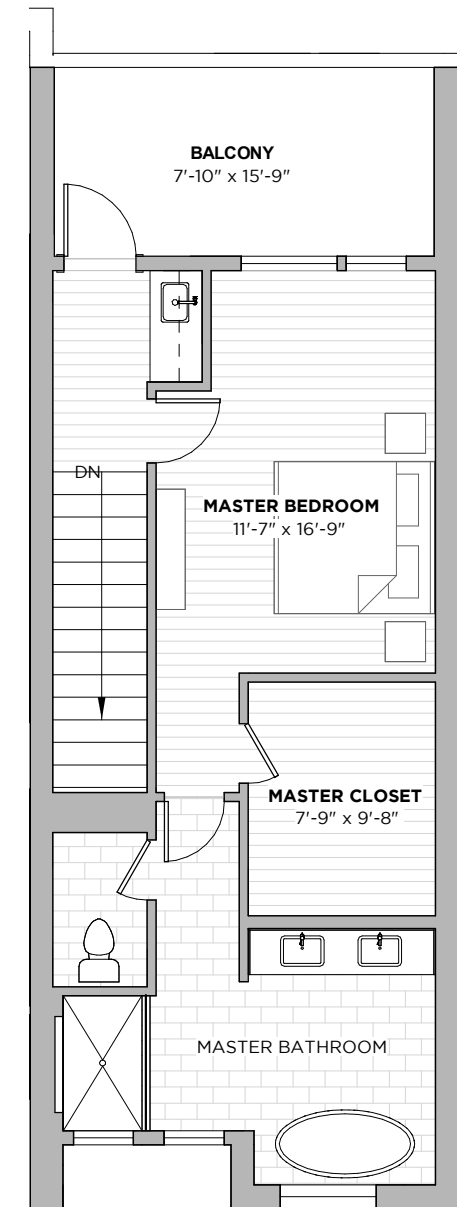 BALCONY
7'-10" x 15'-9"
DN
MASTER BEDROOM
11'-7" x 16'-9"
MASTER CLOSET
7'-9" x 9'-8"
MASTER BATHROOM